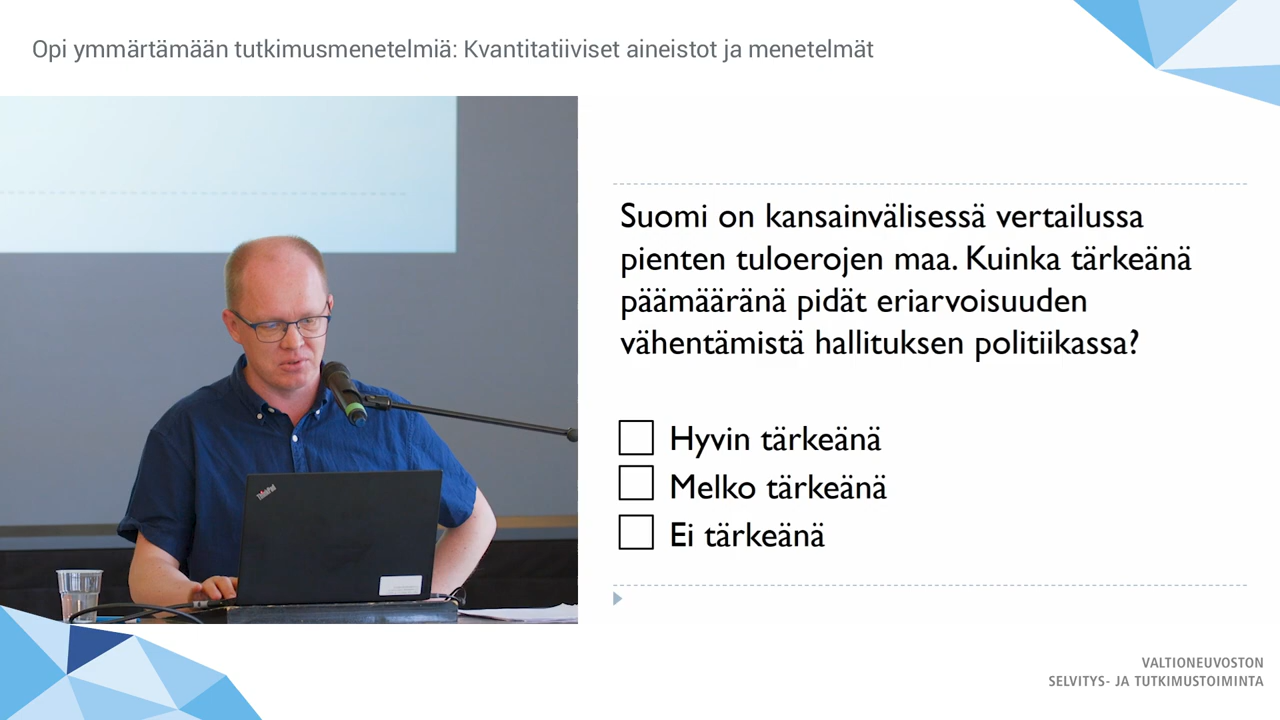 Opi ymmärtämään tutkimusmenetelmiä: Kvantitatiiviset aineistot ja menetelmät
Suomi on kansainvälisessä vertailussa
pienten tuloerojen maa. Kuinka tärkeänä
päämääränä pidät eriarvoisuuden
vähentämistä hallituksen politiikassa?
Hyvin tärkeänä
Melko tärkeänä
Ei tärkeänä
ThinkPad
VALTIONEUVOSTON
SELVITYS- JA TUTKIMUSTOIMINTA